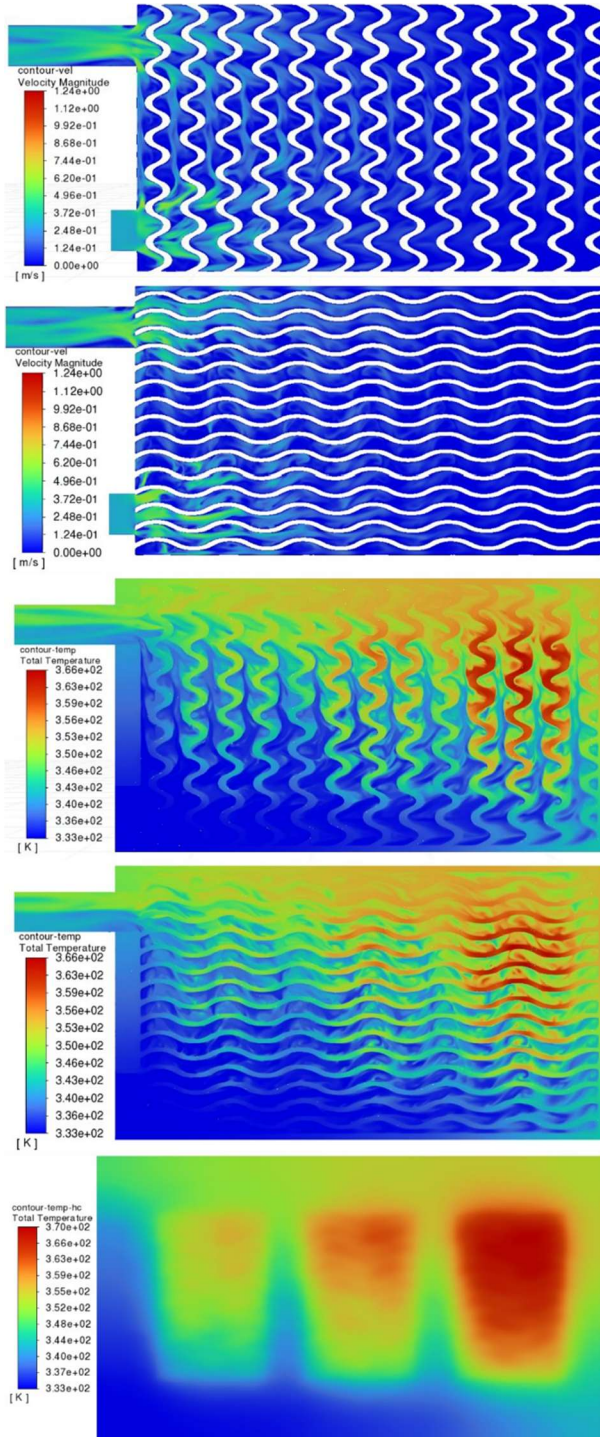 contour-vel
Velocity Magnitude
1.24e+00
1.12e+00
9.92e-01
8.68e-01
7.44e-01
6.20e-01
4.96e-01
3.72e-01
2.48e-01
1.24e-01
0.00e+00
[ m/s ]
contour-vel
Velocity Magnitude
1.24e+00
1.12e+00
9.92e-01
8.68e-01
7.44e-01
6.20e-01
4.96e-01
3.72e-01
2.48e-01
1.24e-01
0.00e+00
[ m/s ]
contour-temp
Total Temperature
3.66e+02
3.63e+02
3.59e+02
3.56e+02
3.53e+02
3.50e+02
3.46e+02
3.43e+02
3.40e+02
3.36e+02
3.33e+02
[ K ]
contour-temp
Total Temperature
3.66e+02
3.63e+02
3.59e+02
3.56e+02
3.53e+02
3.50e+02
3.46e+02
3.43e+02
3.40e+02
3.36e+02
3.33e+02
[ K ]
contour-temp-hc
Total Temperature
3.70e+02
3.66e+02
3.63e+02
3.59e+02
3.55e+02
3.52e+02
3.48e+02
3.44e+02
3.40e+02
3.37e+02
3.33e+02
[ K ]